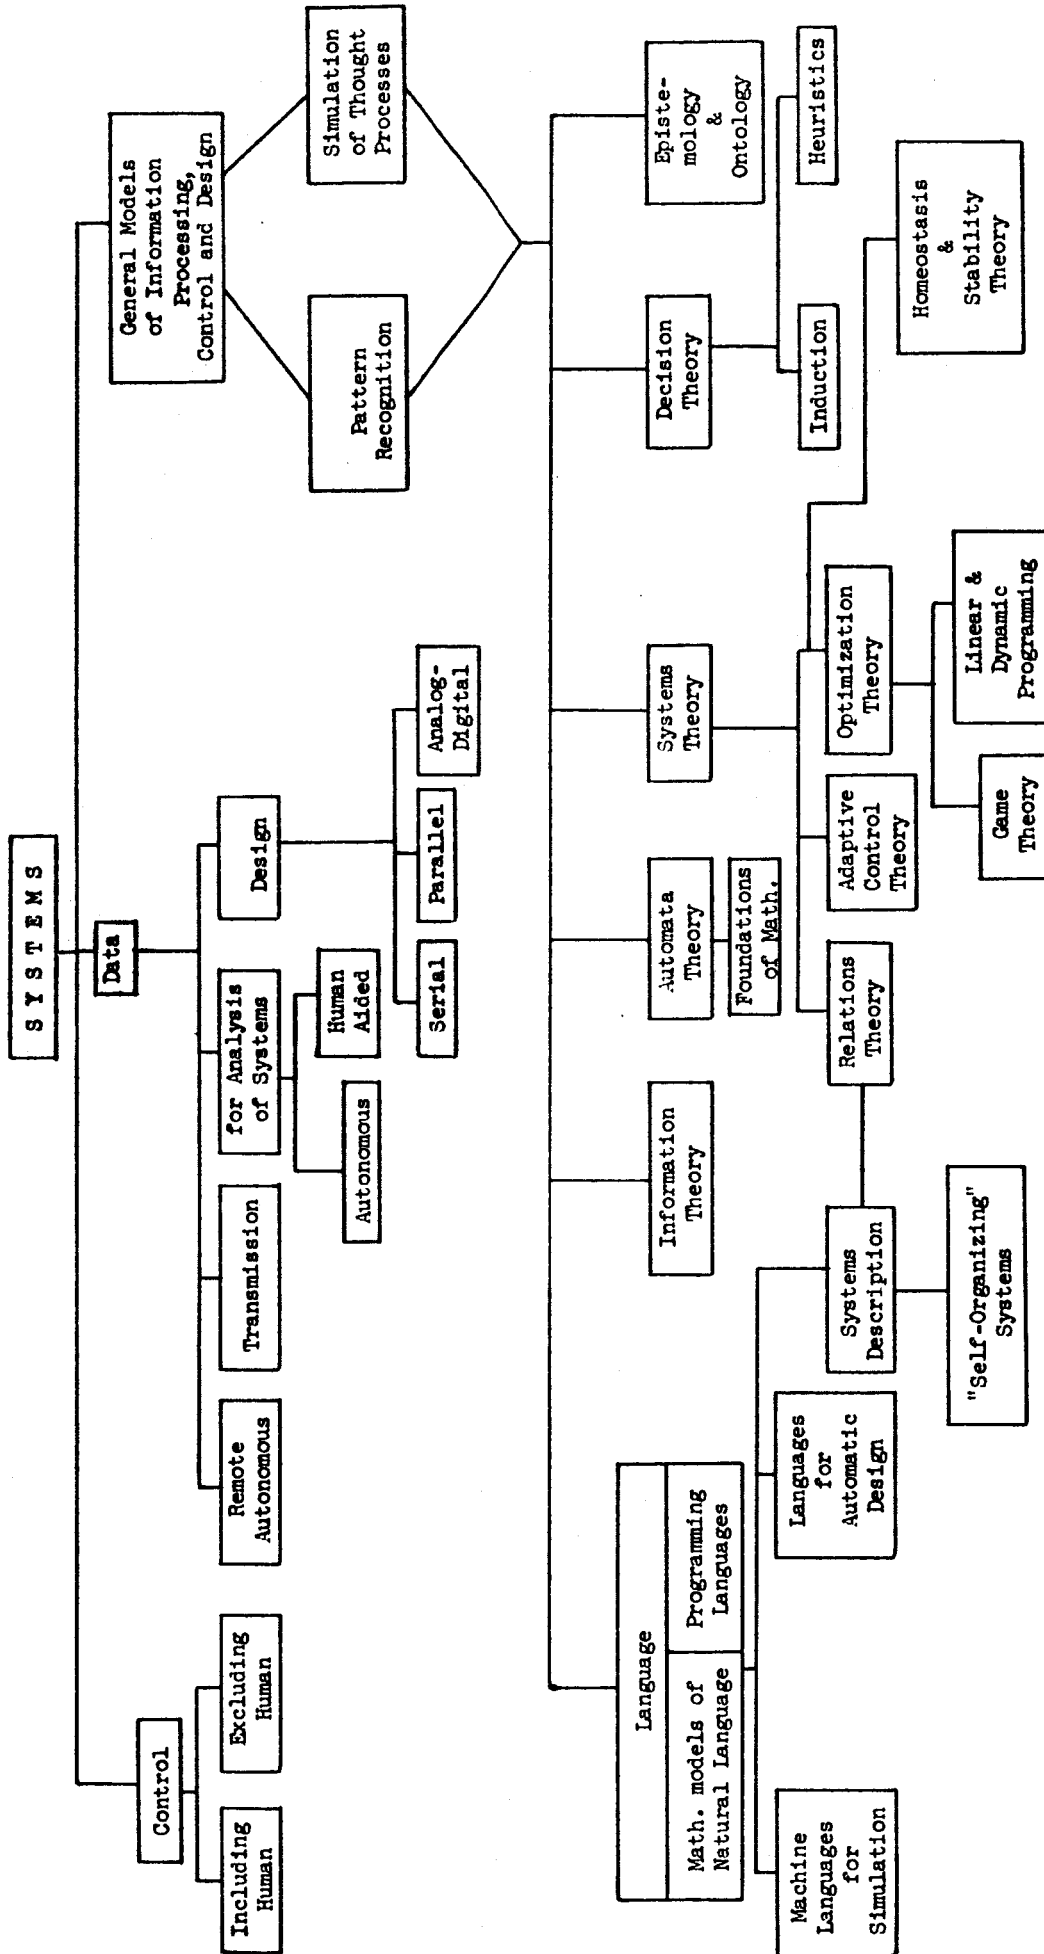 S Y S T E M S
Control
Including
Human
Excluding
Human
Data
Remote
Autonomous
Transmission
for Analysis
of Systems
Autonomous
Human
Aided
Design
Serial
Parallel
Analog-
Digital
General Models
of Information
Processing,
Control and Design
Pattern
Recognition
Simulation
of Thought
Processes
Language
Math. models of
Natural Language
Programming
Languages
Machine
Languages
for
Simulation
Languages
for
Automatic
Design
Systems
Description
"Self-Organizing"
Systems
Information
Theory
Automata
Theory
Foundations
of Math.
Systems
Theory
Relations
Theory
Adaptive
Control
Theory
Optimization
Theory
Game
Theory
Linear &
Dynamic
Programming
Homeostasis
&
Stability
Theory
Decision
Theory
Induction
Heuristics
Episte-
mology
&
Ontology